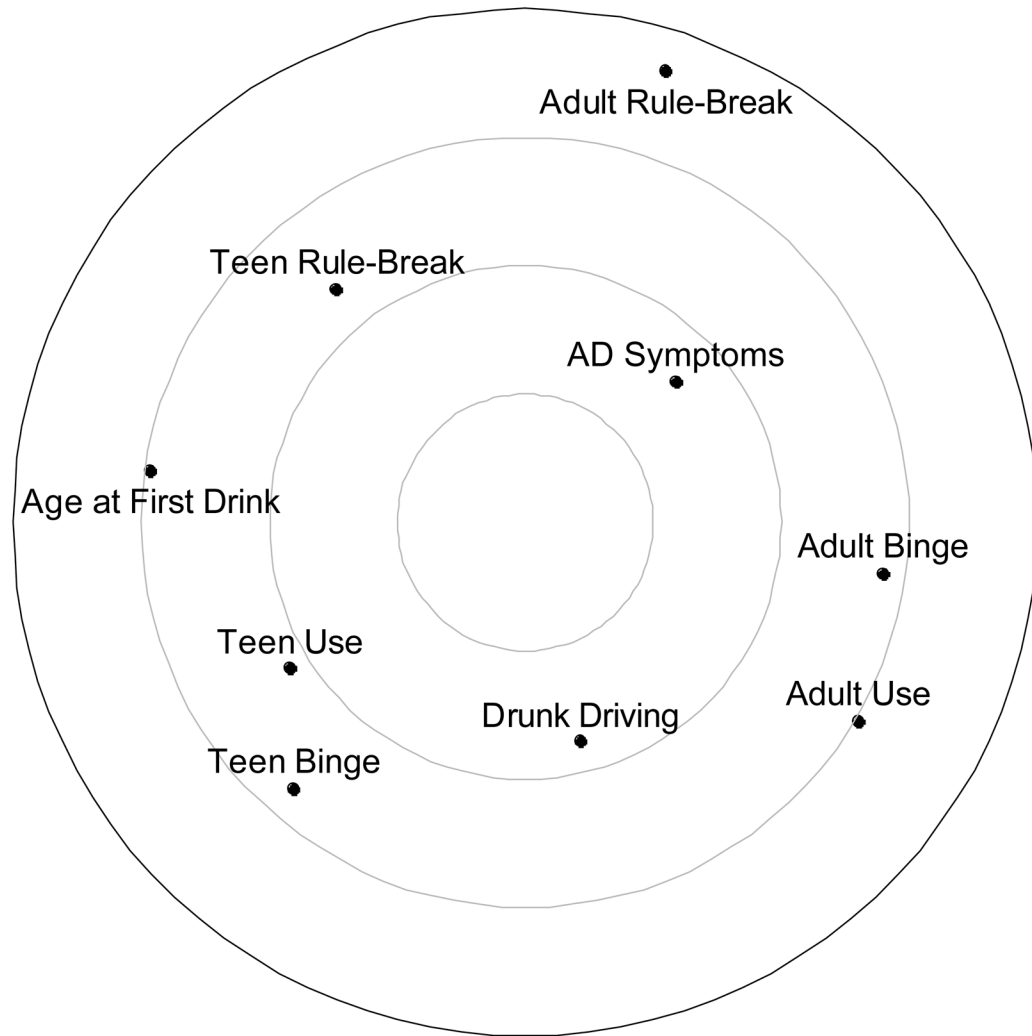 Adult Rule-Break
Teen Rule-Break
AD Symptoms
Age at First Drink
Adult Binge
Teen Use
Adult Use
Drunk Driving
Teen Binge